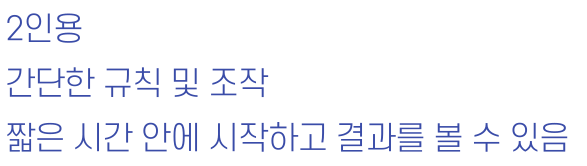 2인용
간단한 규칙 및 조작
짧은 시간 안에 시작하고 결과를 볼 수 있음